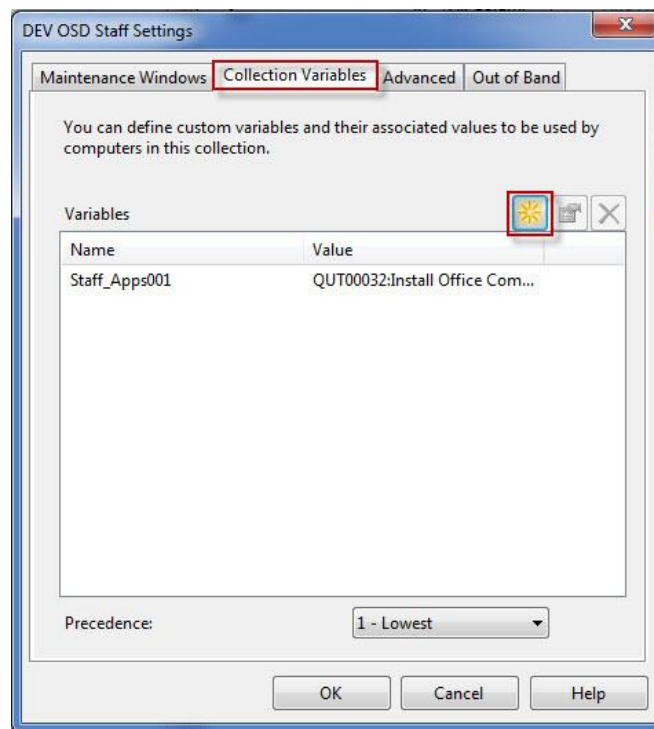 DEV OSD Staff Settings
Maintenance Windows Collection Variables Advanced Out of Band
You can define custom variables and their associated values to be used by
computers in this collection.
Variables
Name Value
Staff_Apps001 QUT00032:Install Office Com...
Precedence: 1 - Lowest
OK Cancel Help